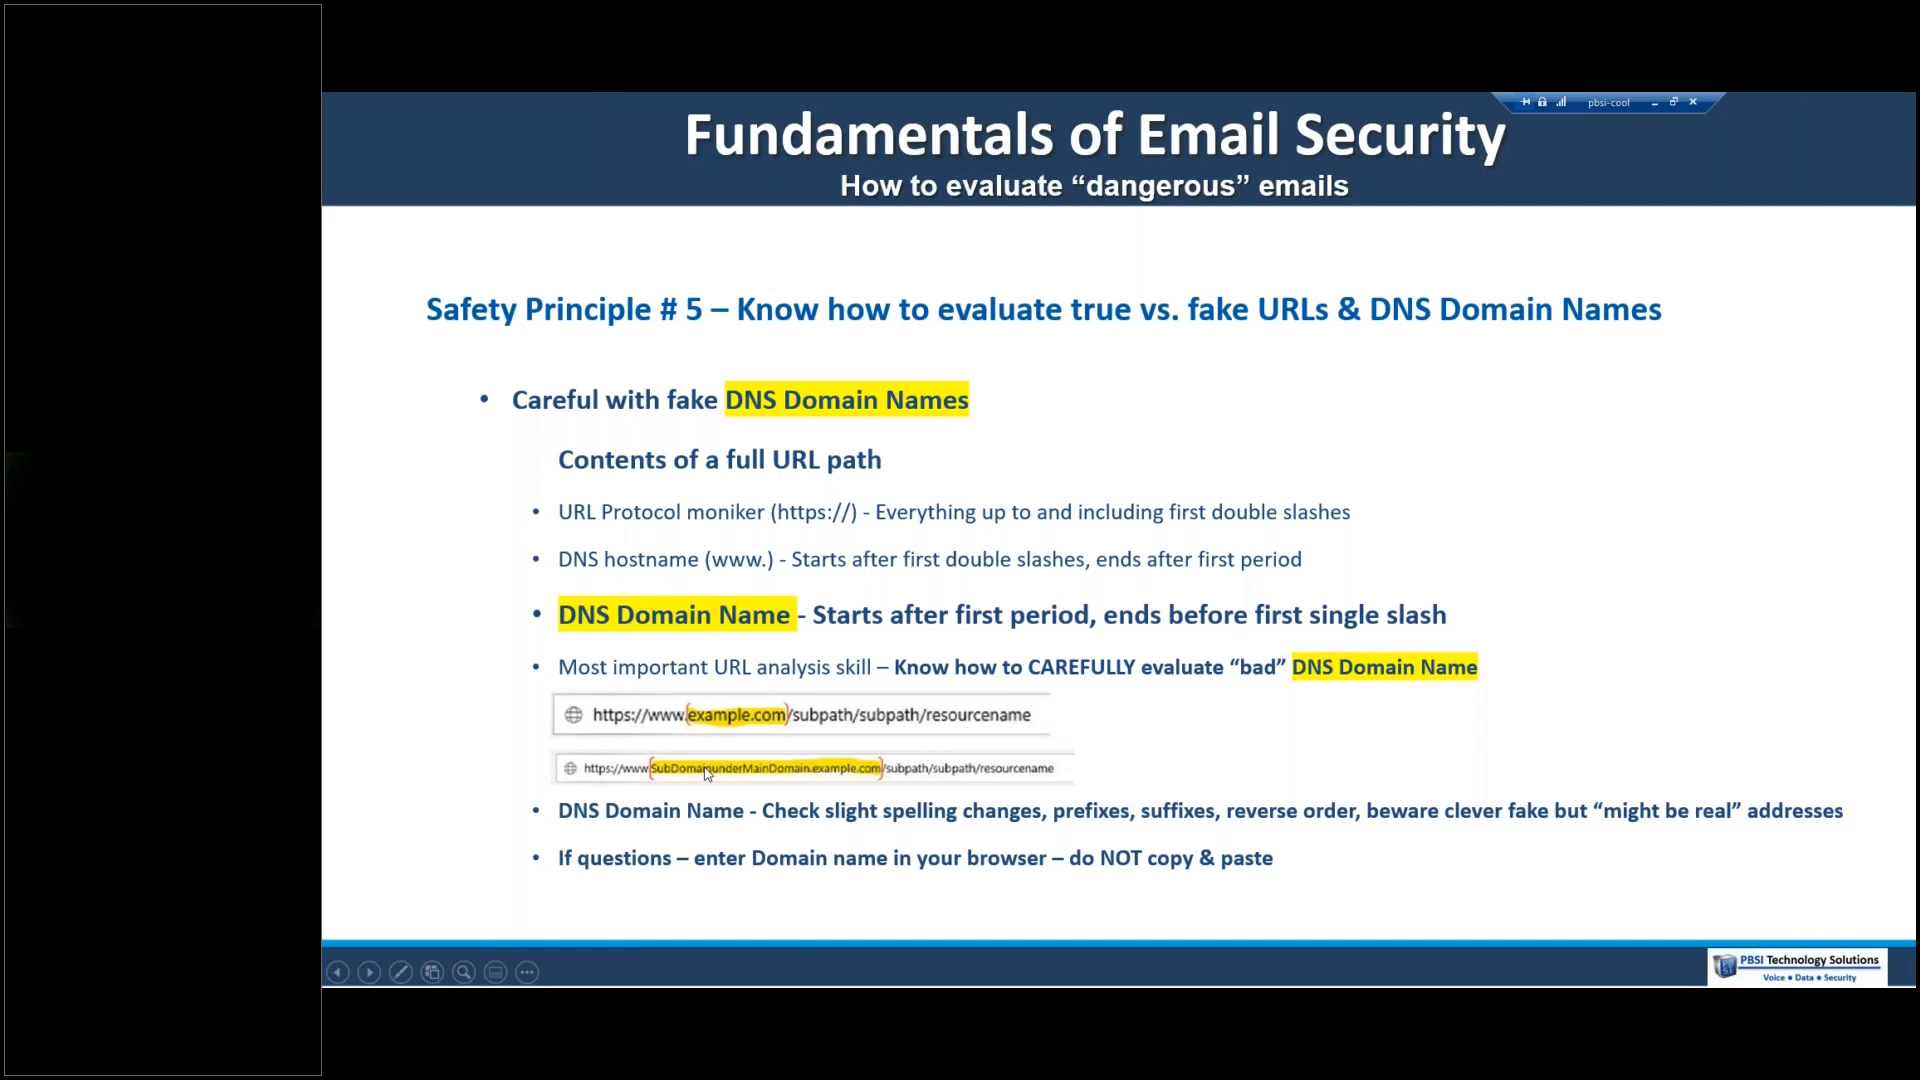 pbsi-cool
Fundamentals of Email Security
How to evaluate “dangerous” emails
Safety Principle # 5 – Know how to evaluate true vs. fake URLs & DNS Domain Names
• Careful with fake DNS Domain Names
Contents of a full URL path
• URL Protocol moniker (https://) - Everything up to and including first double slashes
• DNS hostname (www.) - Starts after first double slashes, ends after first period
• DNS Domain Name - Starts after first period, ends before first single slash
• Most important URL analysis skill – Know how to CAREFULLY evaluate “bad” DNS Domain Name
https://www.example.com/subpath/subpath/resourcename
https://www.SubDomainunderMainDomain.example.com/subpath/subpath/resourcename
• DNS Domain Name - Check slight spelling changes, prefixes, suffixes, reverse order, beware clever fake but “might be real” addresses
• If questions – enter Domain name in your browser – do NOT copy & paste
PBSI Technology Solutions
Voice • Data • Security